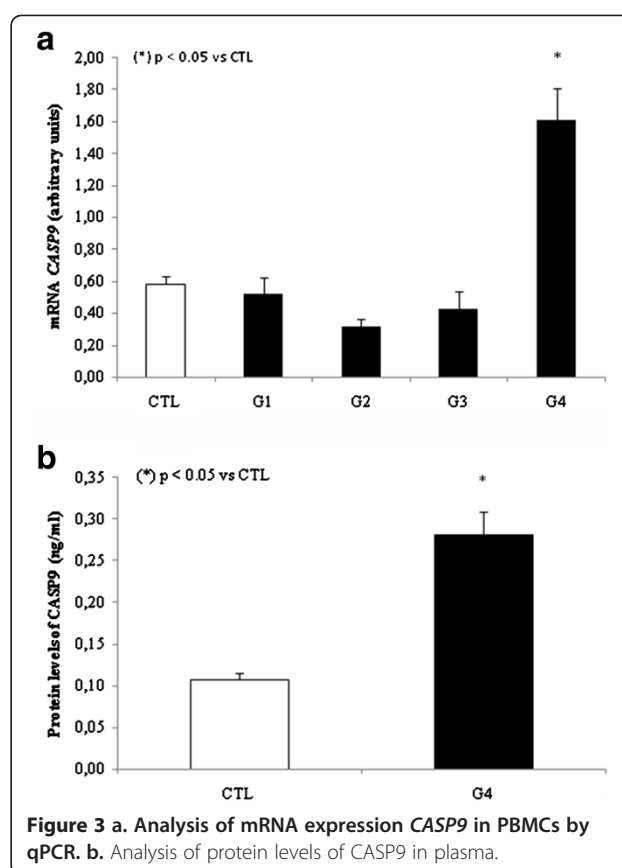 a
(*) p < 0.05 vs CTL
*
mRNA CASP9 (arbitrary units)
2,00
1,80
1,60
1,40
1,20
1,00
0,80
0,60
0,40
0,20
0,00
CTL G1 G2 G3 G4
b
(*) p < 0.05 vs CTL
*
Protein levels of CASP9 (ng/ml)
0,35
0,30
0,25
0,20
0,15
0,10
0,05
0,00
CTL G4
Figure 3 a. Analysis of mRNA expression CASP9 in PBMCs by
qPCR. b. Analysis of protein levels of CASP9 in plasma.